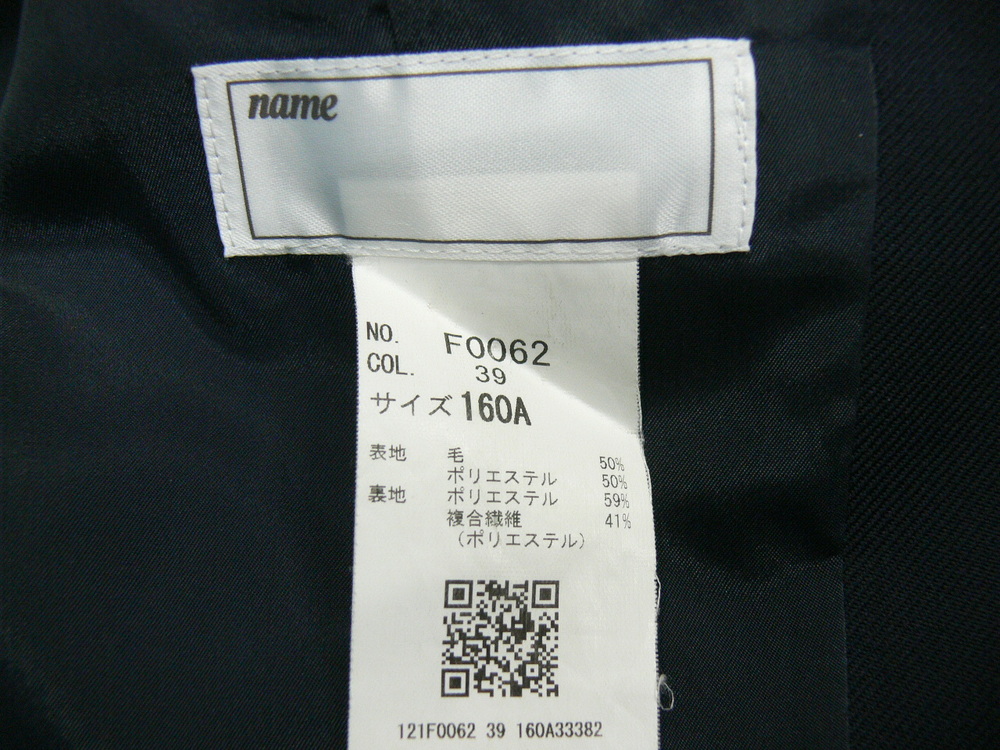 name
NO. F0062
COL. 39
サイズ 160A
表地 毛 50%
ポリエステル 50%
裏地 ポリエステル 59%
複合繊維 41%
(ポリエステル)
121F0062 39 160A33382